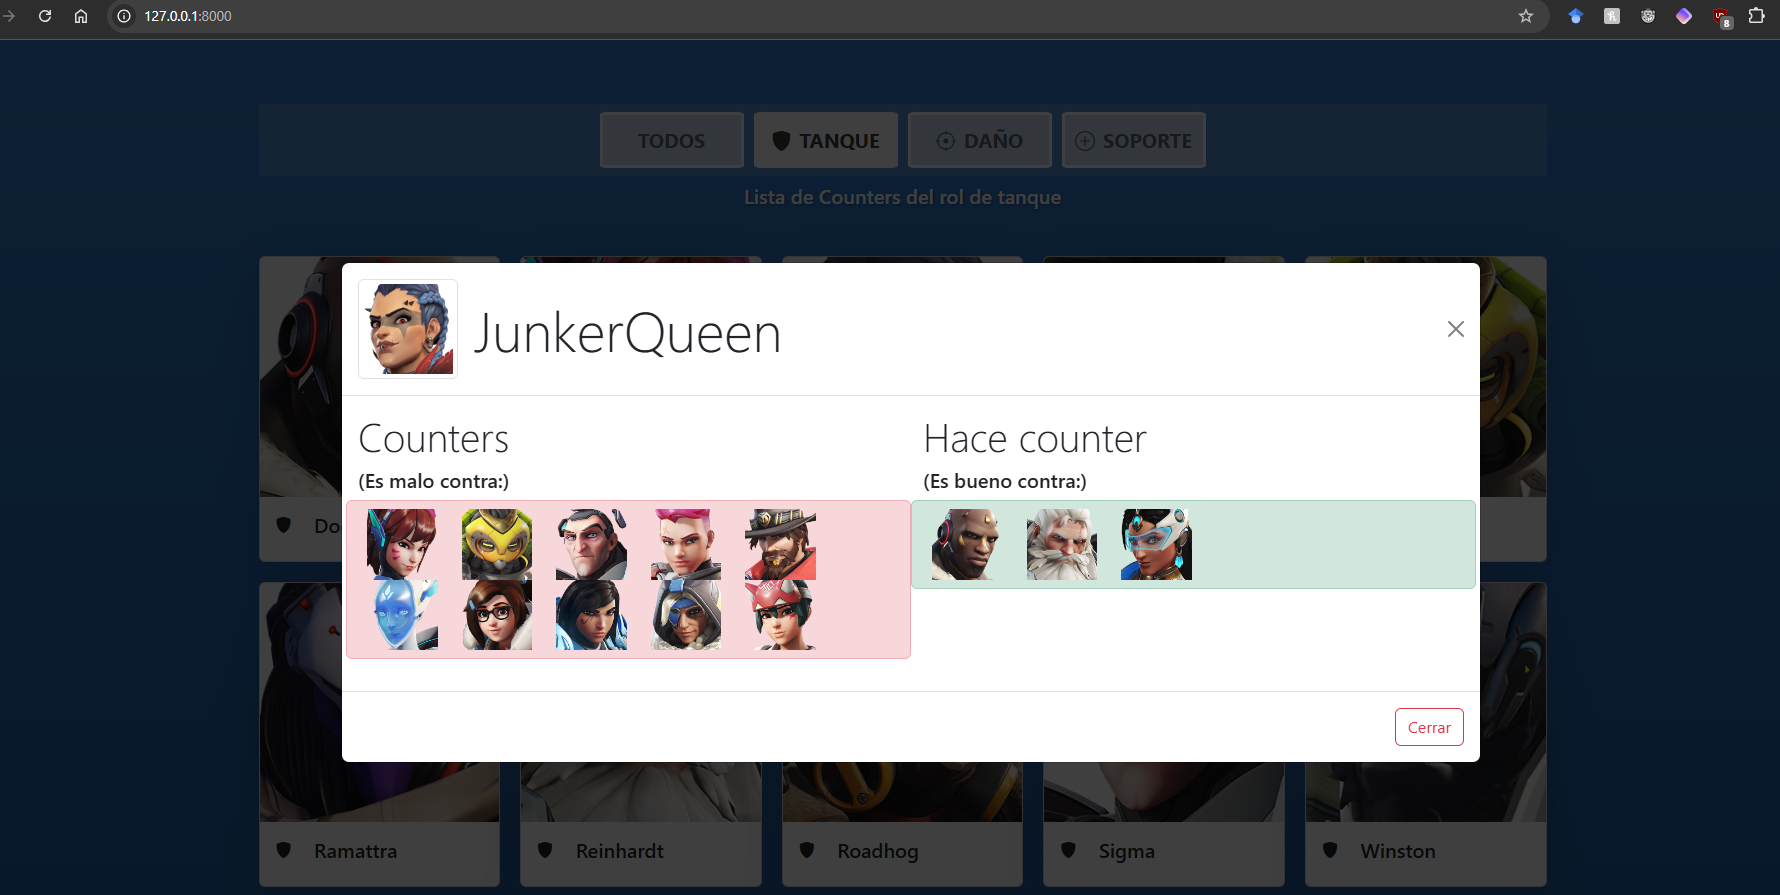 127.0.0.1:8000
8
TODOS
TANQUE
DAÑO
SOPORTE
Lista de Counters del rol de tanque
JunkerQueen
Counters
(Es malo contra:)
Hace counter
(Es bueno contra:)
Do
Cerrar
Ramattra
Reinhardt
Roadhog
Sigma
Winston